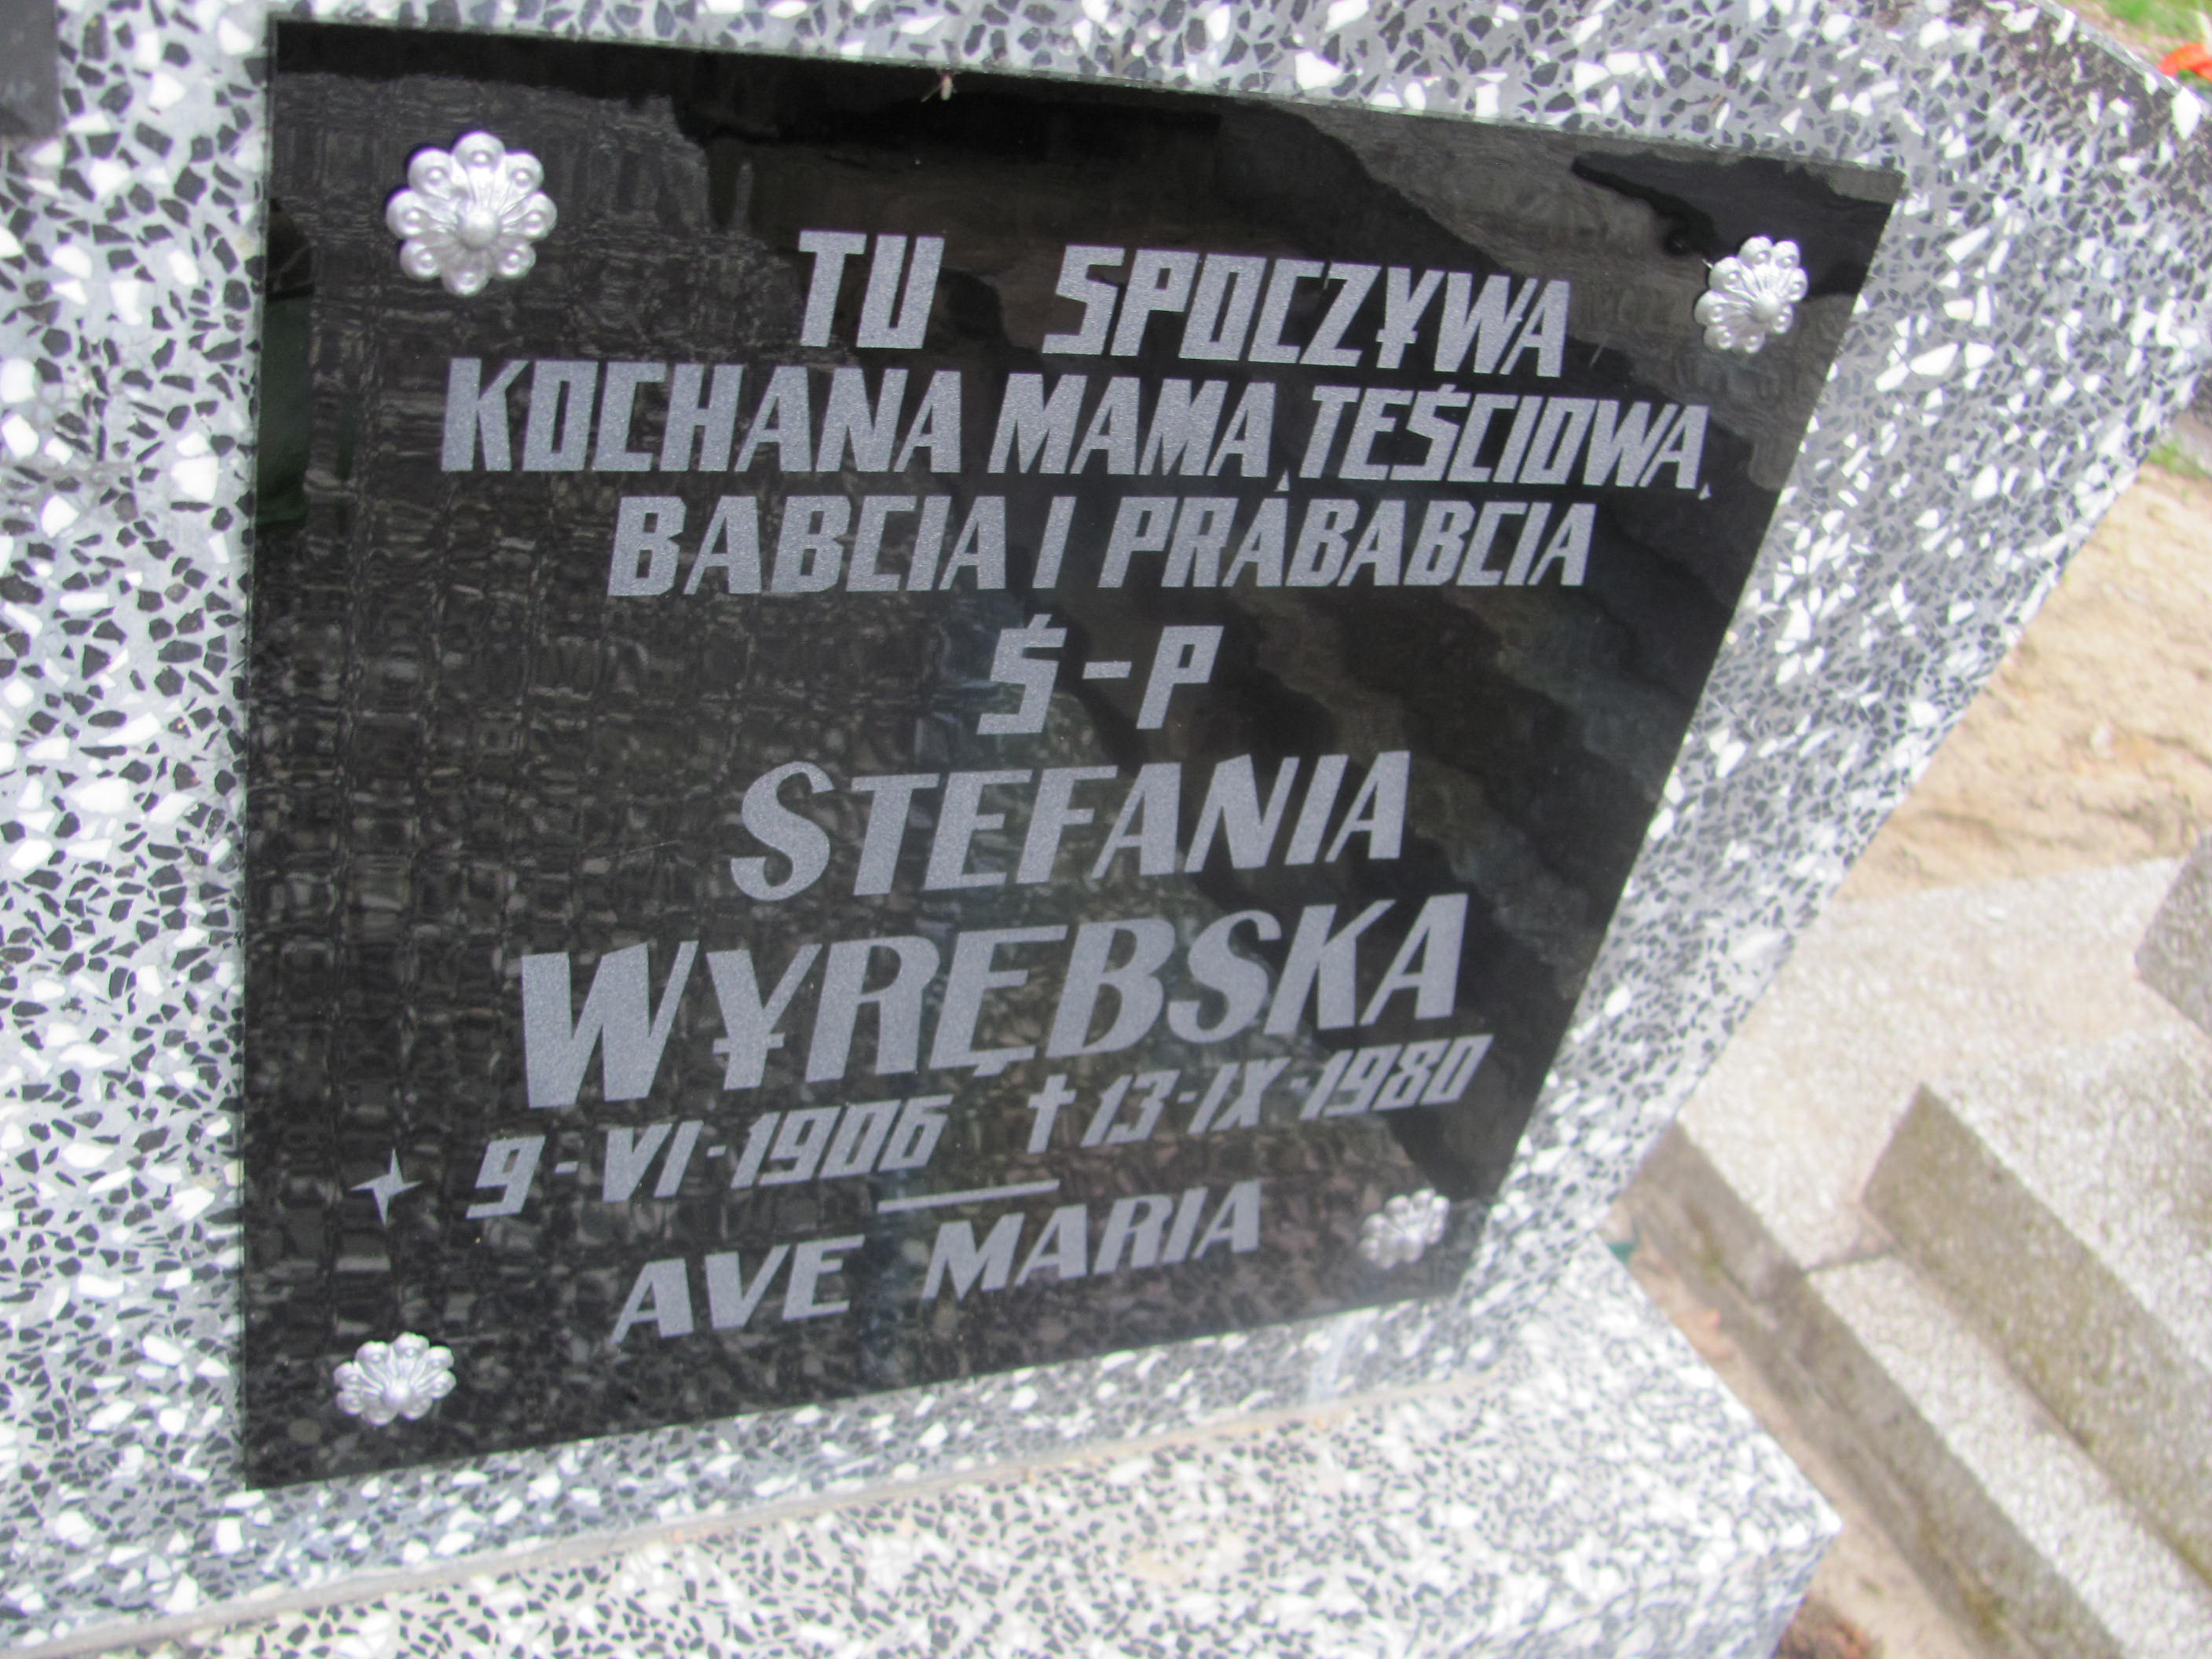 TU SPOCZYWA
KOCHANA MAMA, TEŚCIOWA,
BABCIA I PRABABCIA
Ś-P
STEFANIA
WYRĘBSKA
9-VI-1906 † 13-IX-1980
AVE MARIA